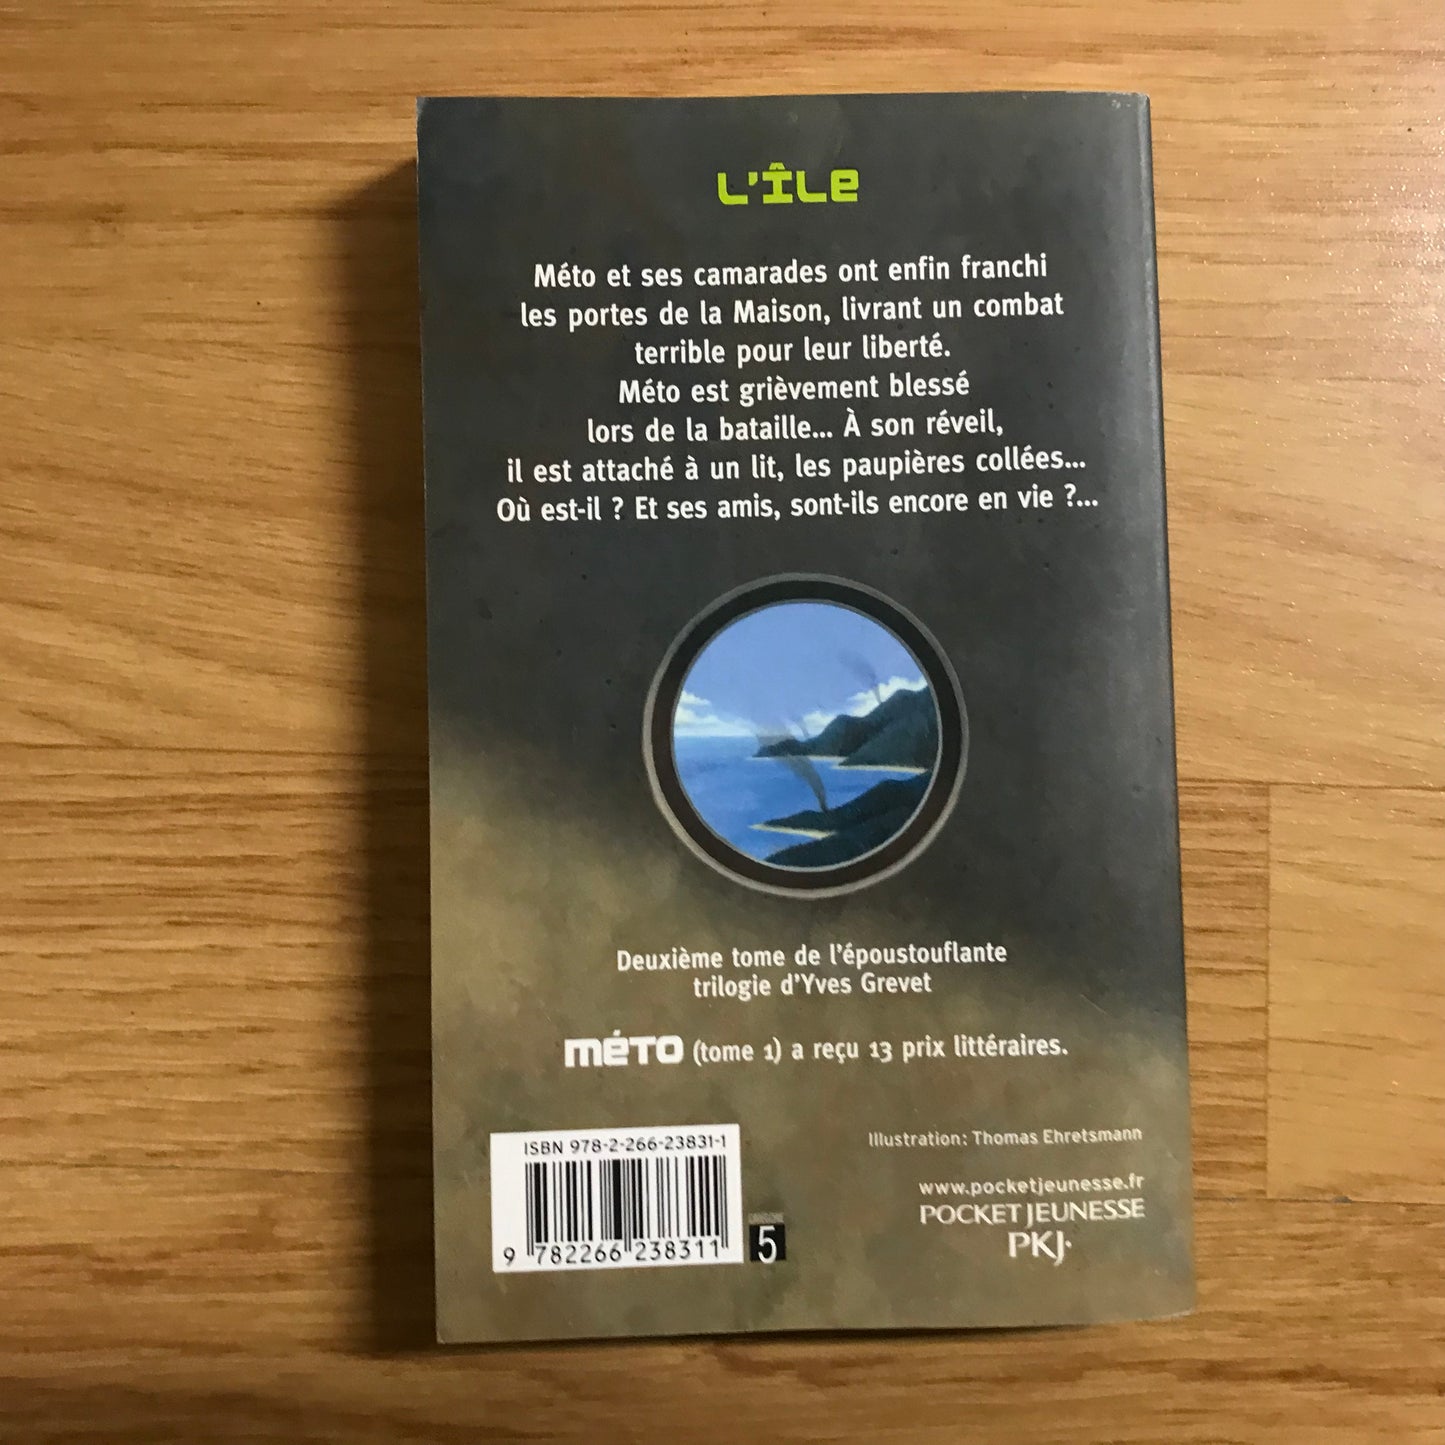 L'ÎLe
Méto et ses camarades ont enfin franchi
les portes de la Maison, livrant un combat
terrible pour leur liberté.
Méto est grièvement blessé
lors de la bataille... À son réveil,
il est attaché à un lit, les paupières collées...
Où est-il ? Et ses amis, sont-ils encore en vie ?...
Deuxième tome de l'époustouflante
trilogie d'Yves Grevet
méTO (tome 1) a reçu 13 prix littéraires.
Illustration: Thomas Ehretsmann
ISBN 978-2-266-23831-1
9 782266 238311
5
www.pocketjeunesse.fr
POCKET JEUNESSE
PKJ·